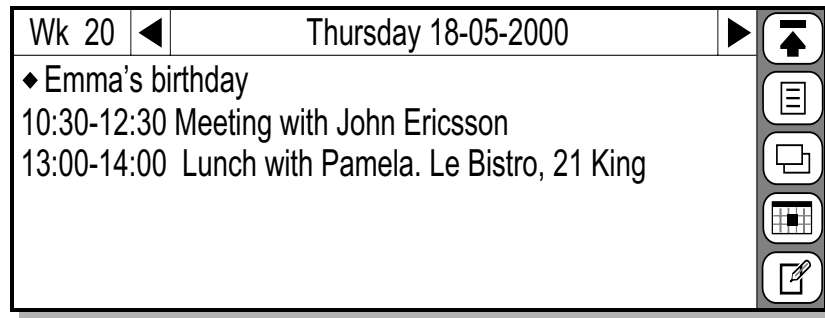 Wk 20 Thursday 18-05-2000
Emma's birthday
10:30-12:30 Meeting with John Ericsson
13:00-14:00 Lunch with Pamela. Le Bistro, 21 King